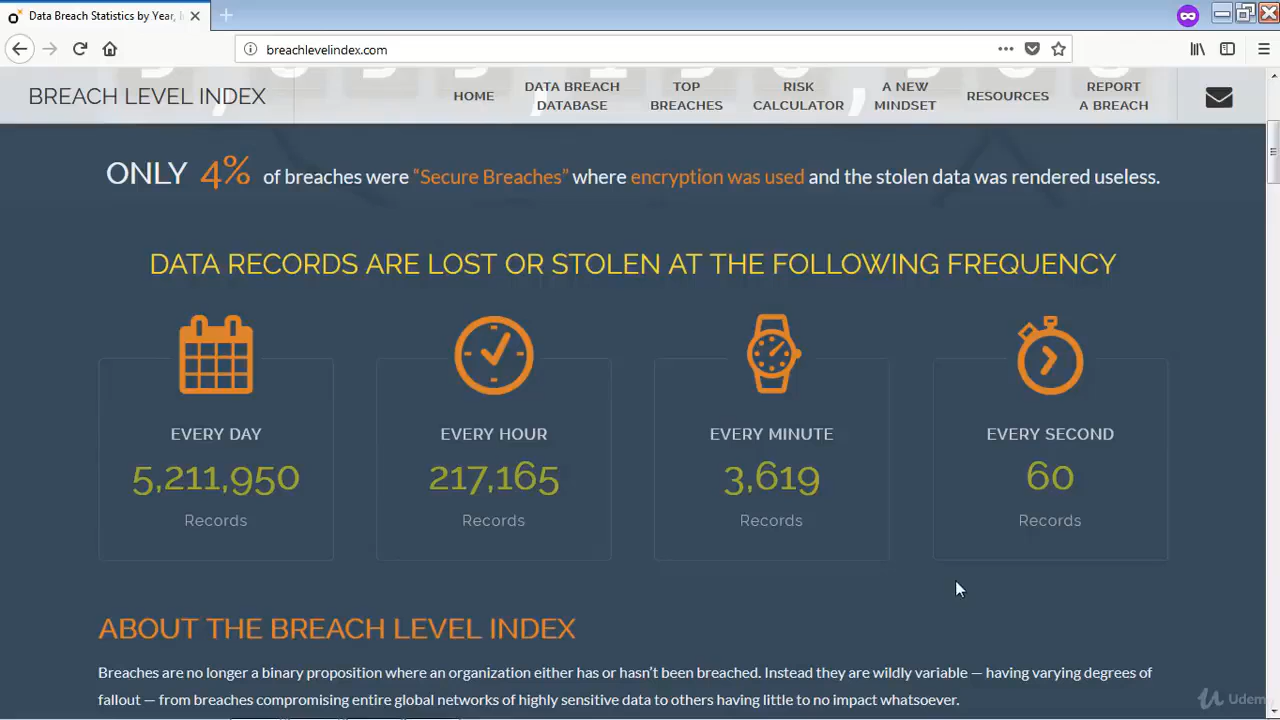 Data Breach Statistics by Year, I
breachlevelindex.com
BREACH LEVEL INDEX
HOME
DATA BREACH
DATABASE
TOP
BREACHES
RISK
CALCULATOR
A NEW
MINDSET
RESOURCES
REPORT
A BREACH
ONLY 4% of breaches were “Secure Breaches” where encryption was used and the stolen data was rendered useless.
DATA RECORDS ARE LOST OR STOLEN AT THE FOLLOWING FREQUENCY
EVERY DAY
5,211,950
Records
EVERY HOUR
217,165
Records
EVERY MINUTE
3,619
Records
EVERY SECOND
60
Records
ABOUT THE BREACH LEVEL INDEX
Breaches are no longer a binary proposition where an organization either has or hasn’t been breached. Instead they are wildly variable — having varying degrees of
fallout — from breaches compromising entire global networks of highly sensitive data to others having little to no impact whatsoever.
Udemy